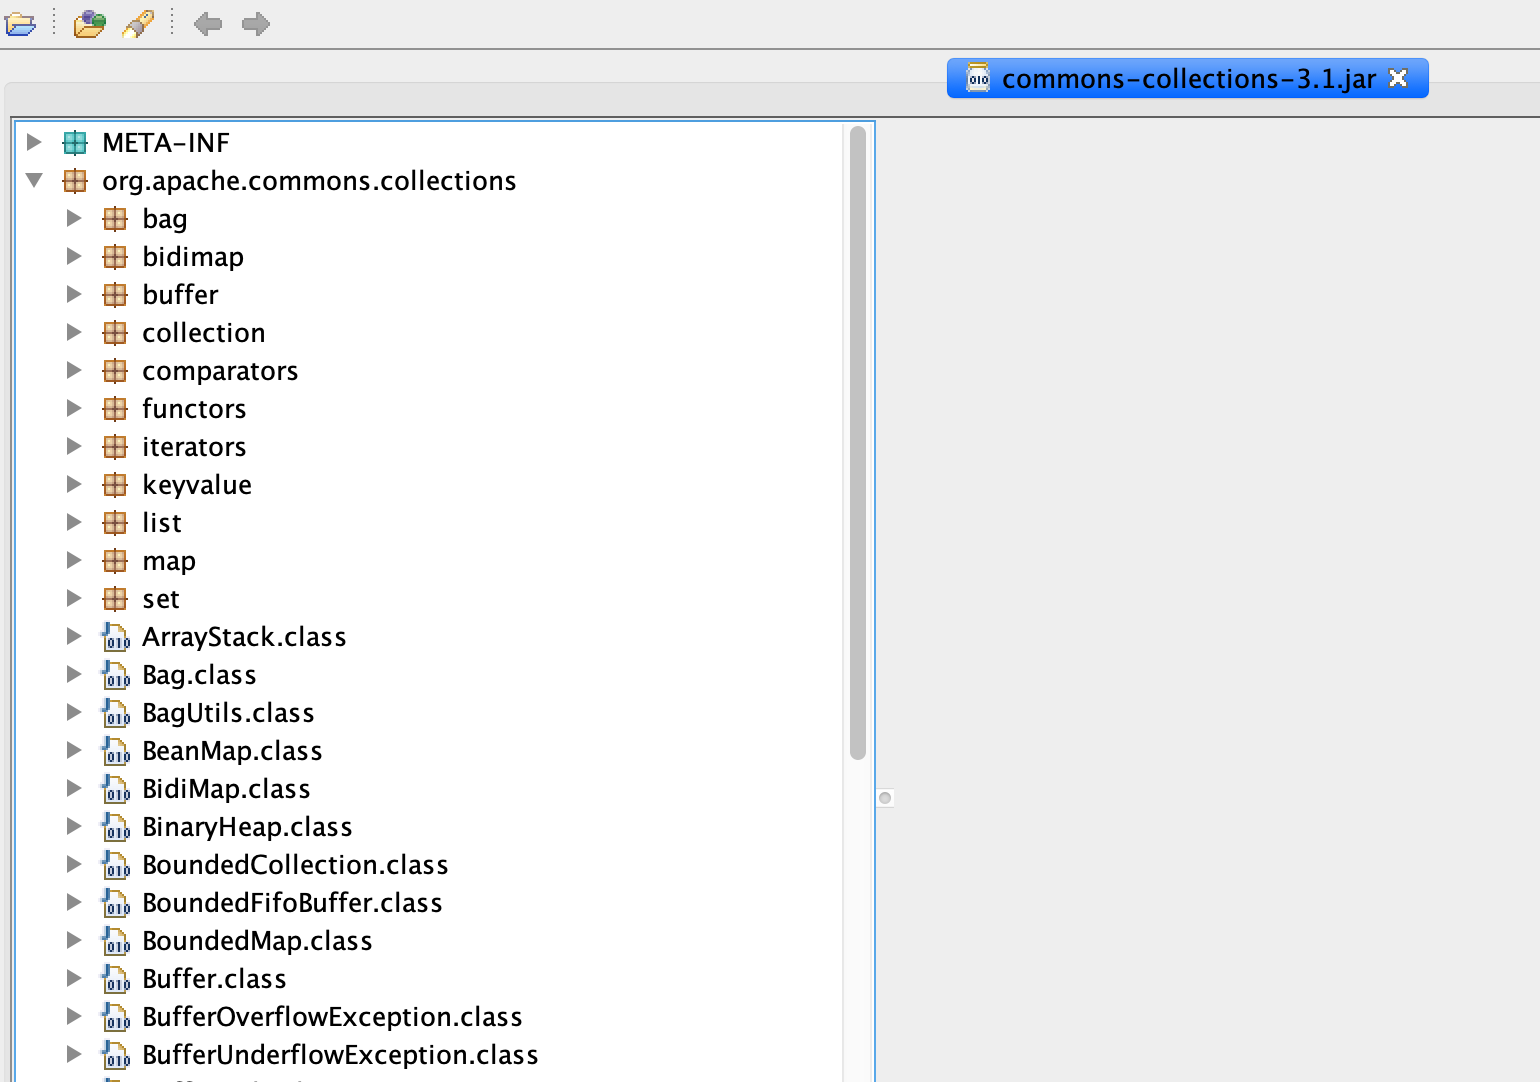 commons-collections-3.1.jar
META-INF
org.apache.commons.collections
bag
bidimap
buffer
collection
comparators
functors
iterators
keyvalue
list
map
set
ArrayStack.class
Bag.class
BagUtils.class
BeanMap.class
BidiMap.class
BinaryHeap.class
BoundedCollection.class
BoundedFifoBuffer.class
BoundedMap.class
Buffer.class
BufferOverflowException.class
BufferUnderflowException.class